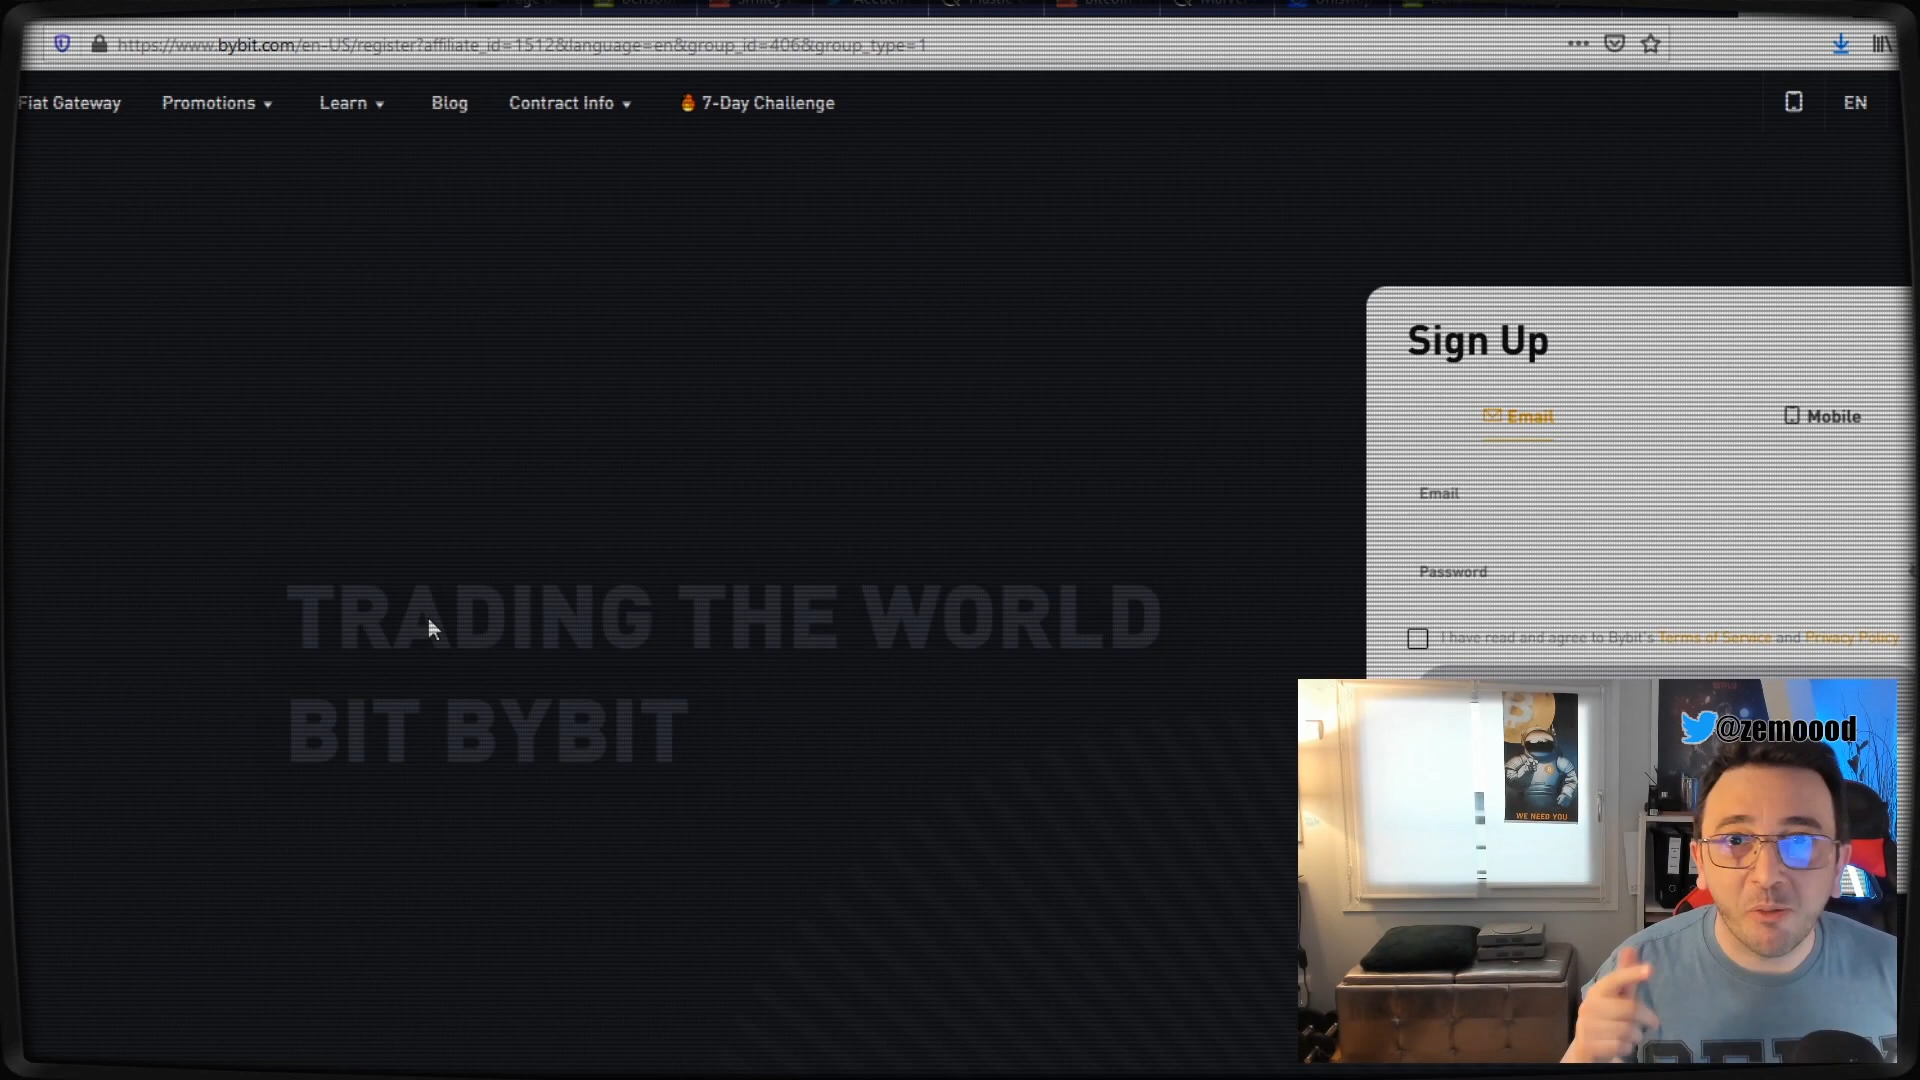 https://www.bybit.com/en-US/register?affiliate_id=1512&language=en&group_id=406&group_type=1
Fiat Gateway Promotions Learn Blog Contract Info 7-Day Challenge EN
Sign Up
Email Mobile
Email
Password
I have read and agree to Bybit's Terms of Service and Privacy Policy
TRADING THE WORLD
BIT BYBIT
@zemoood
WE NEED YOU